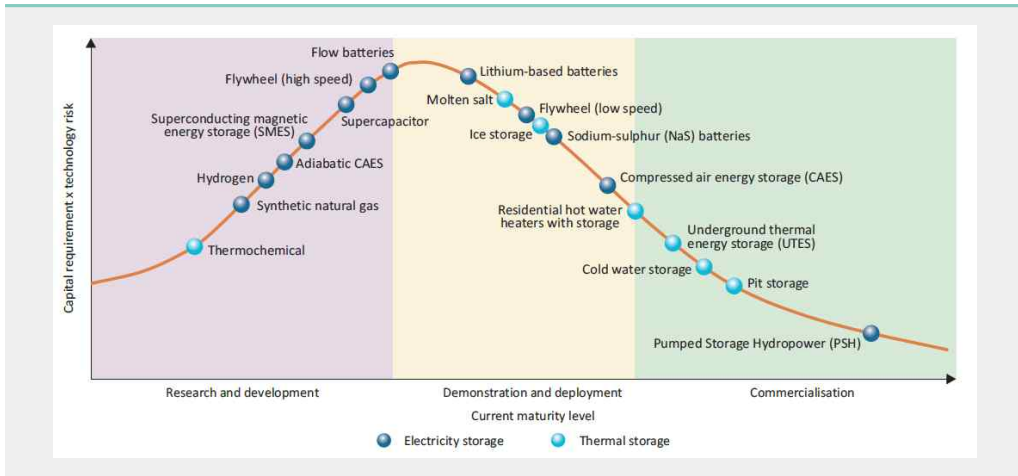 Capital requirement x technology risk
Flow batteries
Flywheel (high speed)
Supercapacitor
Superconducting magnetic
energy storage (SMES)
Adiabatic CAES
Hydrogen
Synthetic natural gas
Thermochemical
Lithium-based batteries
Molten salt
Flywheel (low speed)
Ice storage
Sodium-sulphur (NaS) batteries
Compressed air energy storage (CAES)
Residential hot water
heaters with storage
Underground thermal
energy storage (UTES)
Cold water storage
Pit storage
Pumped Storage Hydropower (PSH)
Research and development
Demonstration and deployment
Commercialisation
Current maturity level
Electricity storage
Thermal storage